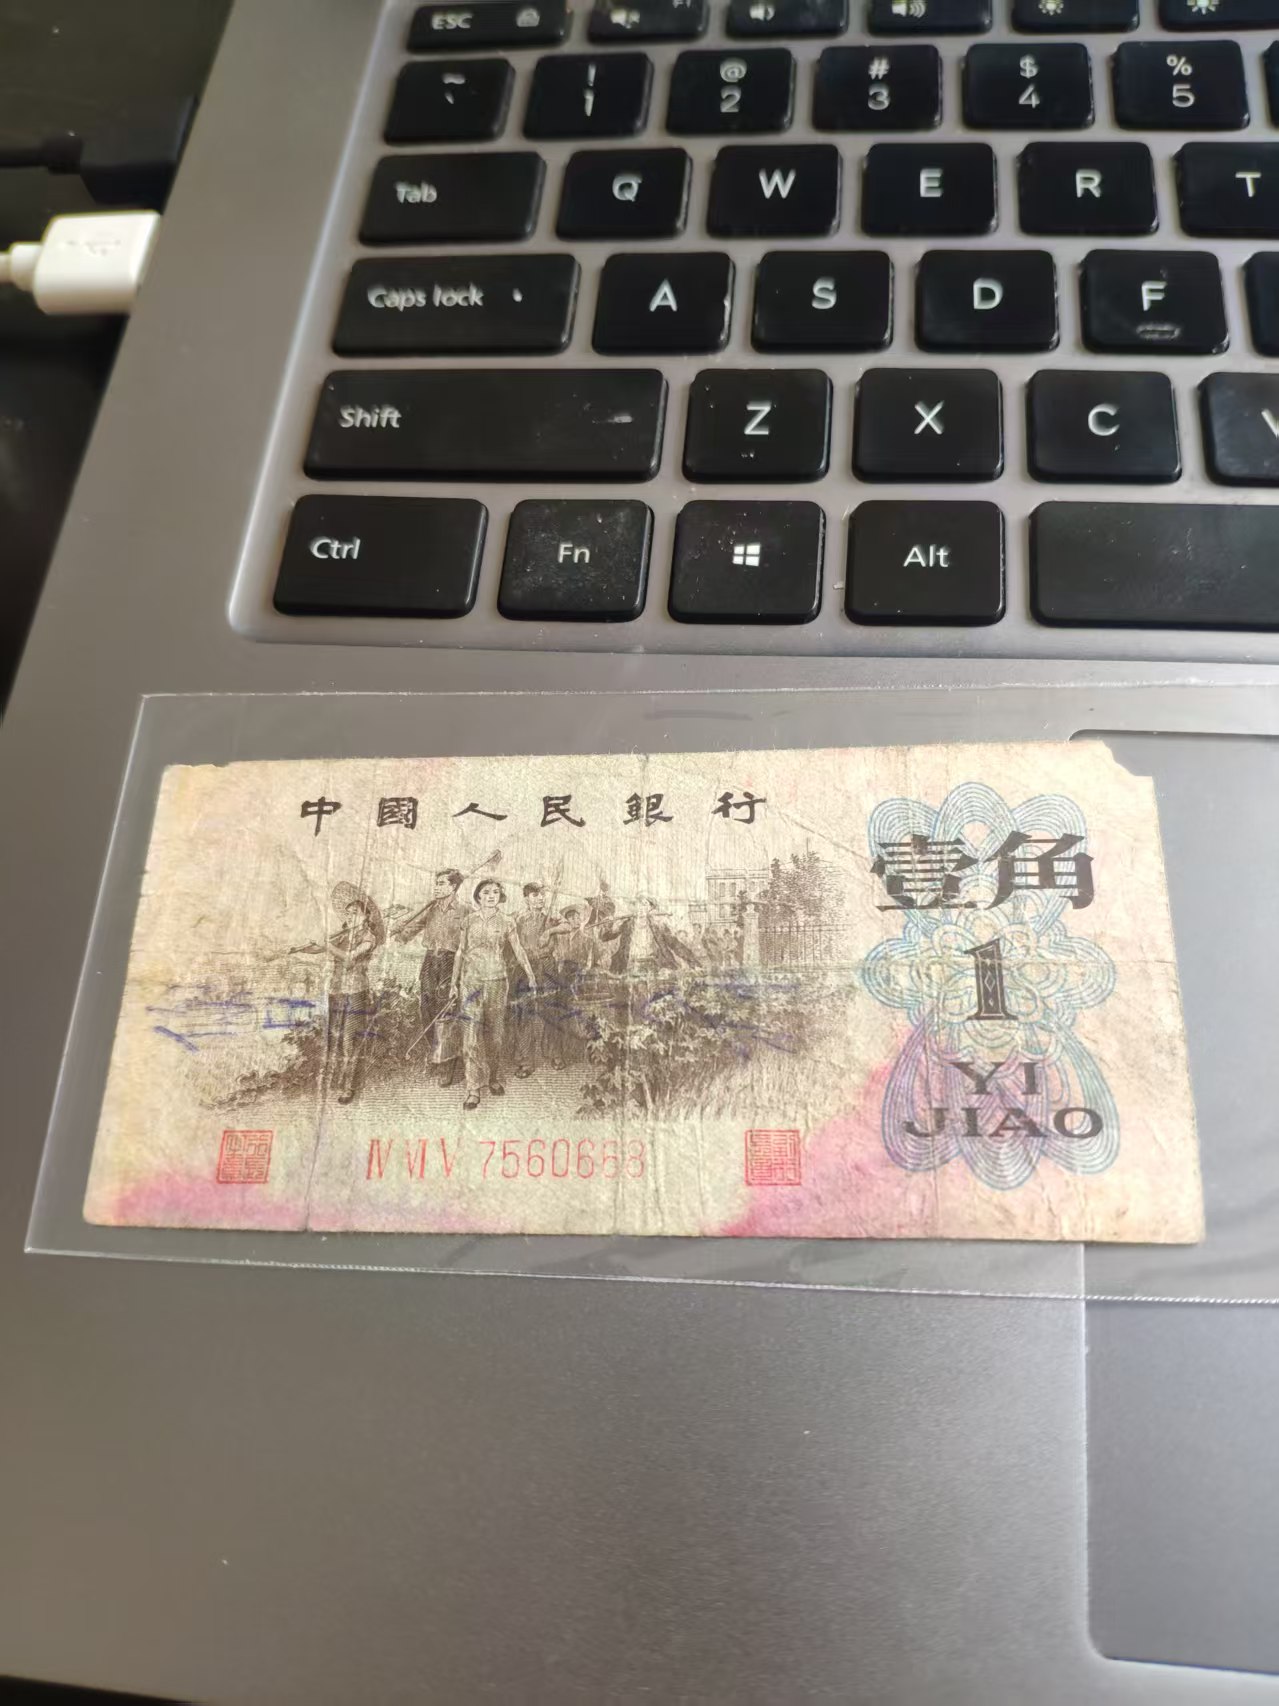 ESC
~ ! @ # $ %
` 1 2 3 4 5
Tab Q W E R T
Caps lock A S D F
Shift Z X C
Ctrl Fn Alt
中國人民銀行
壹角
1
YI
JIAO
Ⅳ Ⅵ Ⅴ 7560663